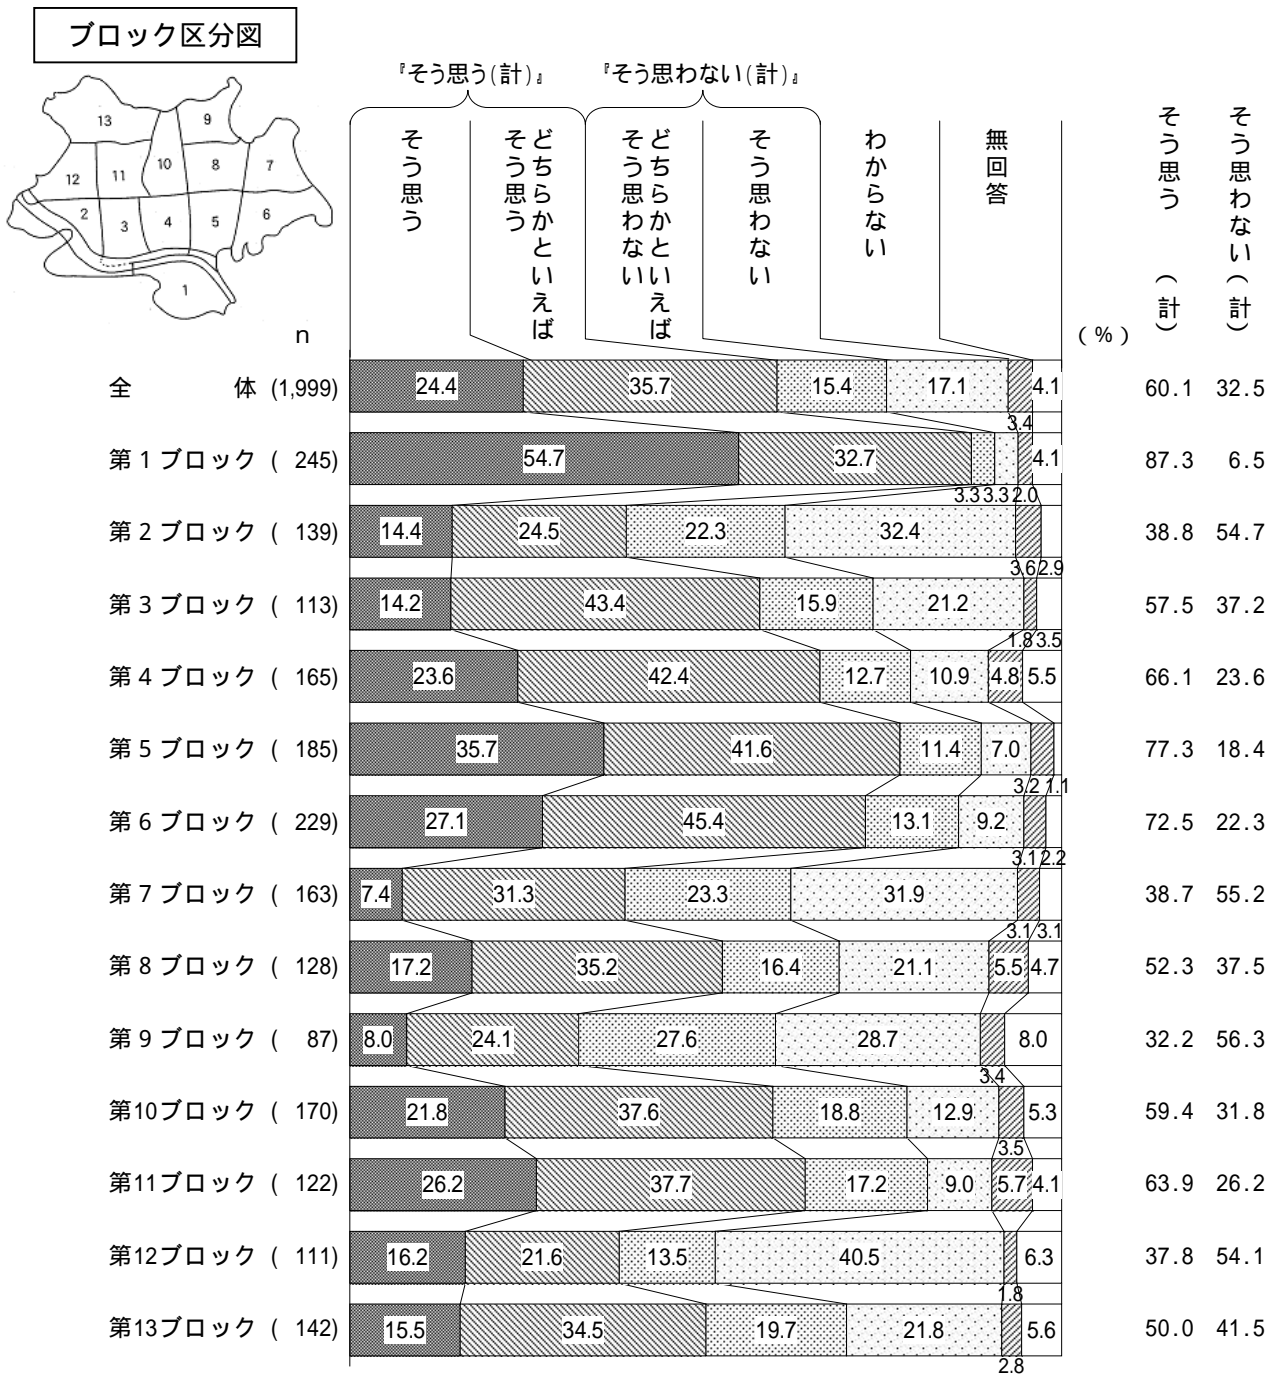 ブロック区分図
13
9
12
11
10
8
7
2
3
4
5
6
1
『そう思う(計)』
『そう思わない(計)』
そう思う
どちらかといえば
そう思う
どちらかといえば
そう思わない
そう思わない
わからない
無回答
そう思う(計)
そう思わない(計)
n
(%)
全体 (1,999) 24.4 35.7 15.4 17.1 3.4 4.1 60.1 32.5
第1ブロック ( 245) 54.7 32.7 3.3 3.3 2.0 4.1 87.3 6.5
第2ブロック ( 139) 14.4 24.5 22.3 32.4 3.6 2.9 38.8 54.7
第3ブロック ( 113) 14.2 43.4 15.9 21.2 1.8 3.5 57.5 37.2
第4ブロック ( 165) 23.6 42.4 12.7 10.9 4.8 5.5 66.1 23.6
第5ブロック ( 185) 35.7 41.6 11.4 7.0 3.2 1.1 77.3 18.4
第6ブロック ( 229) 27.1 45.4 13.1 9.2 3.1 2.2 72.5 22.3
第7ブロック ( 163) 7.4 31.3 23.3 31.9 3.1 3.1 38.7 55.2
第8ブロック ( 128) 17.2 35.2 16.4 21.1 5.5 4.7 52.3 37.5
第9ブロック ( 87) 8.0 24.1 27.6 28.7 3.4 8.0 32.2 56.3
第10ブロック ( 170) 21.8 37.6 18.8 12.9 3.5 5.3 59.4 31.8
第11ブロック ( 122) 26.2 37.7 17.2 9.0 5.7 4.1 63.9 26.2
第12ブロック ( 111) 16.2 21.6 13.5 40.5 1.8 6.3 37.8 54.1
第13ブロック ( 142) 15.5 34.5 19.7 21.8 2.8 5.6 50.0 41.5